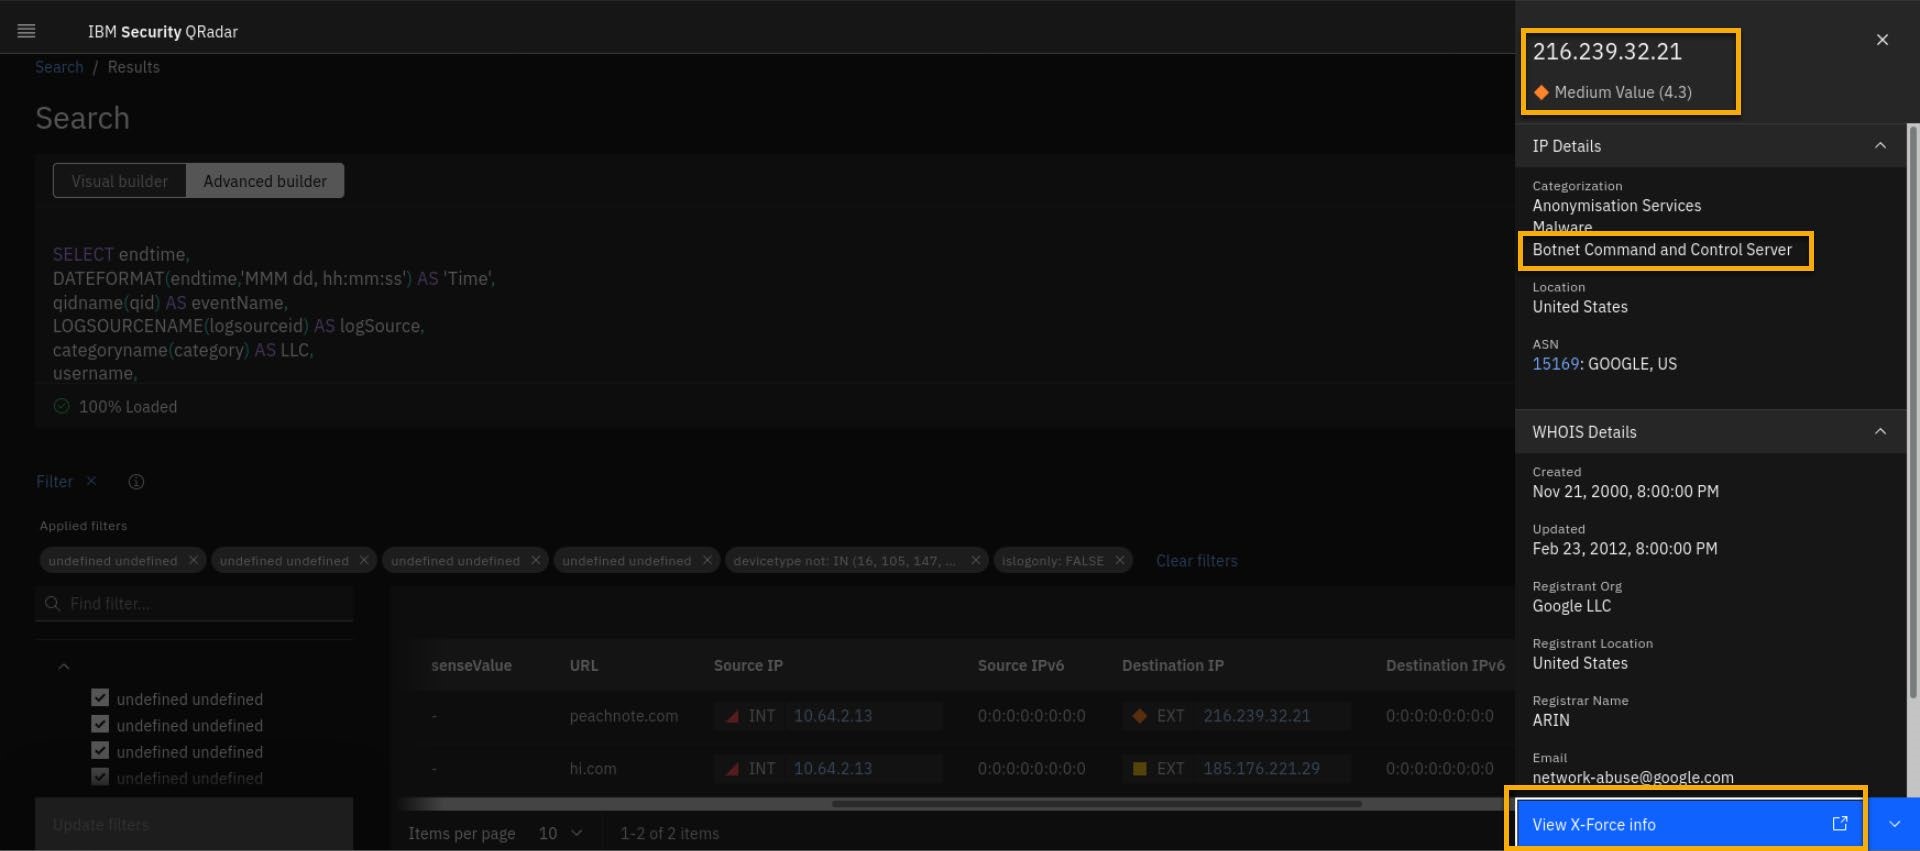 IBM Security QRadar
Search / Results
Search
Visual builder
Advanced builder
SELECT endtime,
DATEFORMAT(endtime,'MMM dd, hh:mm:ss') AS 'Time',
qidname(qid) AS eventName,
LOGSOURCENAME(logsourceid) AS logSource,
categoryname(category) AS LLC,
username,
100% Loaded
Filter
Applied filters
undefined undefined
undefined undefined
undefined undefined
undefined undefined
devicetype not: IN (16, 105, 147, ...
islogonly: FALSE
Clear filters
Find filter...
undefined undefined
undefined undefined
undefined undefined
undefined undefined
Update filters
senseValue URL Source IP Source IPv6 Destination IP Destination IPv6
- peachnote.com INT 10.64.2.13 0:0:0:0:0:0:0:0 EXT 216.239.32.21 0:0:0:0:0:0:0:0
- hi.com INT 10.64.2.13 0:0:0:0:0:0:0:0 EXT 185.176.221.29 0:0:0:0:0:0:0:0
Items per page 10 1-2 of 2 items
216.239.32.21
Medium Value (4.3)
IP Details
Categorization
Anonymisation Services
Malware
Botnet Command and Control Server
Location
United States
ASN
15169: GOOGLE, US
WHOIS Details
Created
Nov 21, 2000, 8:00:00 PM
Updated
Feb 23, 2012, 8:00:00 PM
Registrant Org
Google LLC
Registrant Location
United States
Registrar Name
ARIN
Email
network-abuse@google.com
View X-Force info